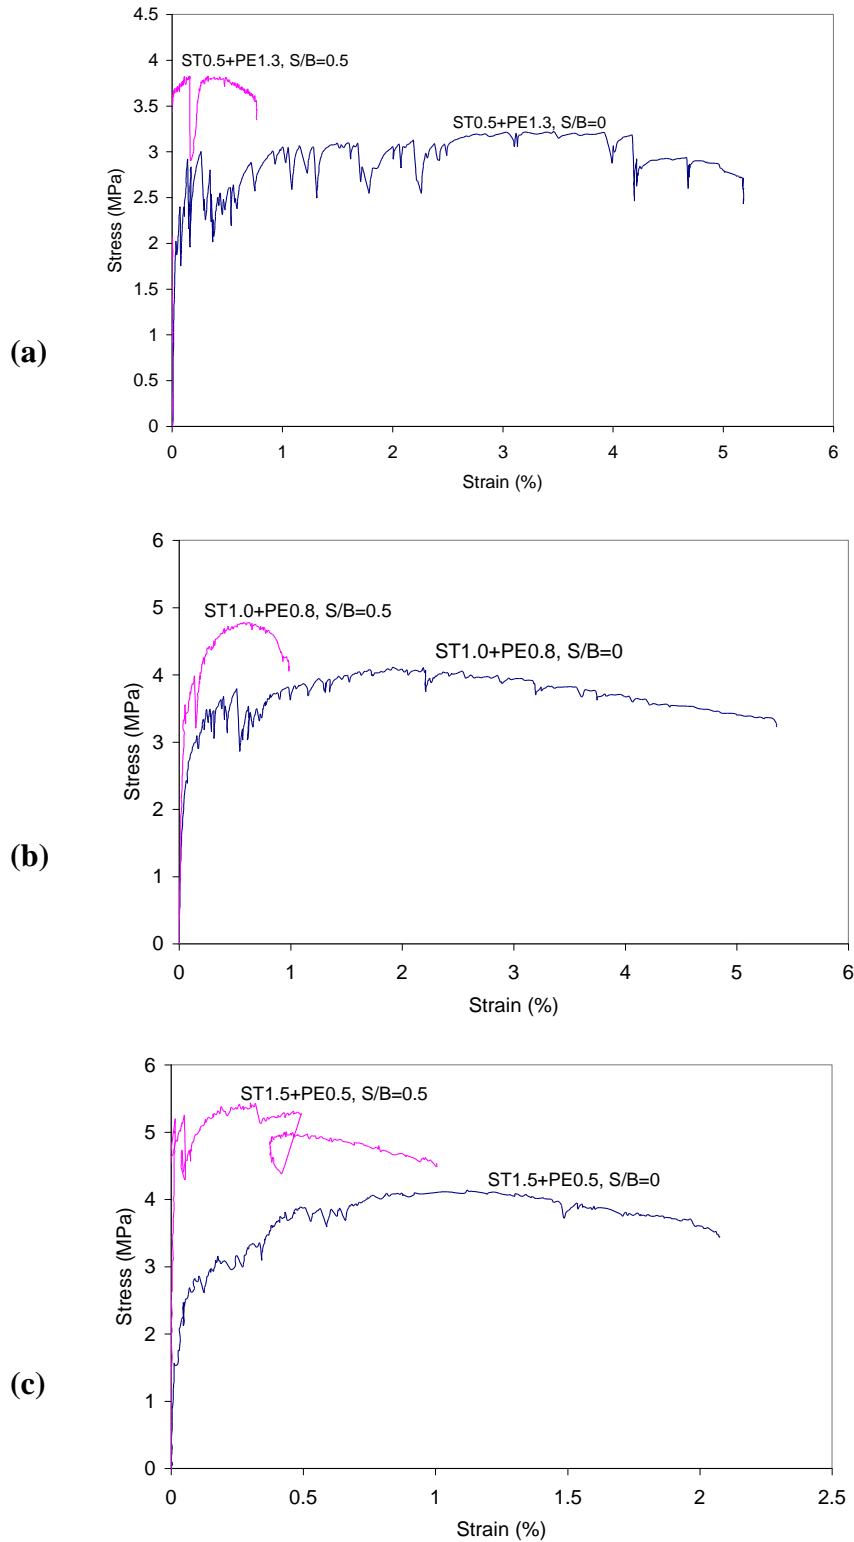 4.5
ST0.5+PE1.3, S/B=0.5
4
3.5
ST0.5+PE1.3, S/B=0
3
2.5
2
1.5
1
0.5
0
Stress (MPa)
(a)
0 1 2 3 4 5 6
Strain (%)
6
ST1.0+PE0.8, S/B=0.5
5
ST1.0+PE0.8, S/B=0
4
3
2
1
0
Stress (MPa)
(b)
0 1 2 3 4 5 6
Strain (%)
6
ST1.5+PE0.5, S/B=0.5
5
ST1.5+PE0.5, S/B=0
4
3
2
1
0
Stress (MPa)
(c)
0 0.5 1 1.5 2 2.5
Strain (%)